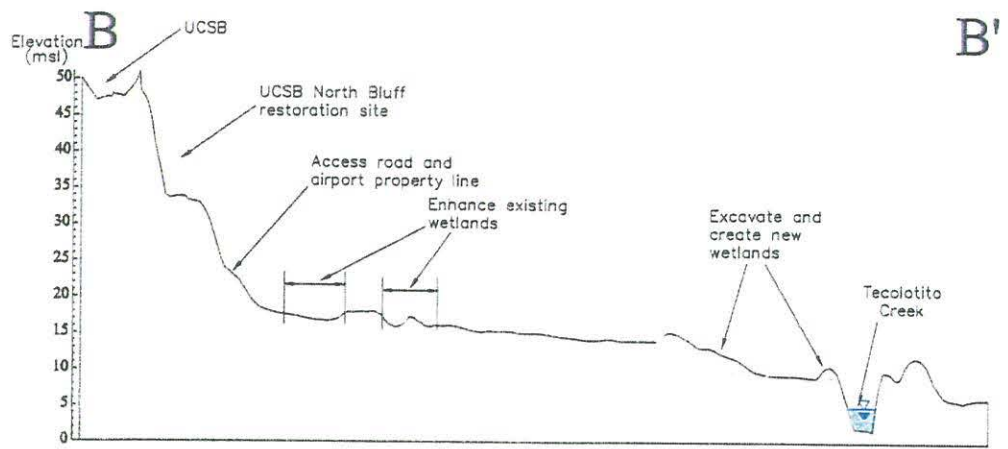 B
B'
Elevation
(msl)
UCSB
UCSB North Bluff
restoration site
Access road and
airport property line
Enhance existing
wetlands
Excavate and
create new
wetlands
Tecolotito
Creek
50
45
40
35
30
25
20
15
10
5
0